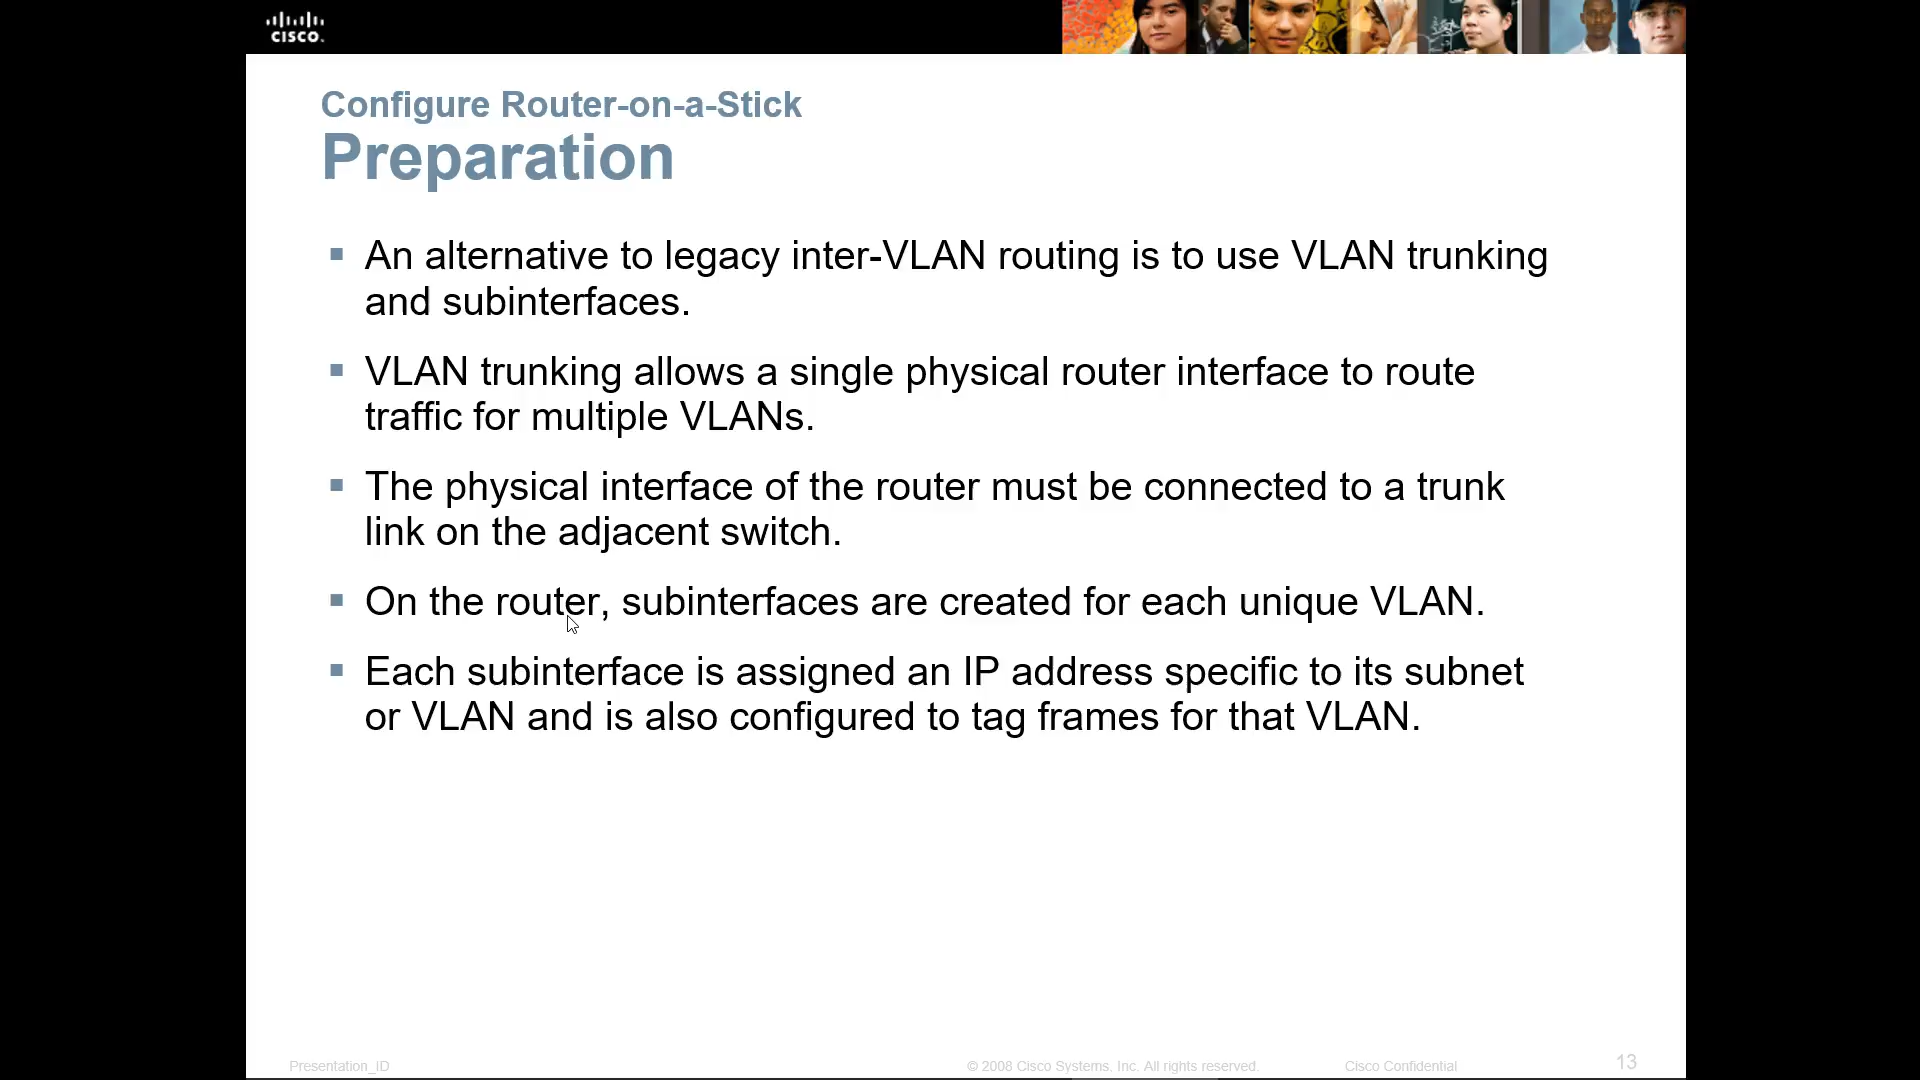 CISCO.
Configure Router-on-a-Stick
Preparation
An alternative to legacy inter-VLAN routing is to use VLAN trunking
and subinterfaces.
VLAN trunking allows a single physical router interface to route
traffic for multiple VLANs.
The physical interface of the router must be connected to a trunk
link on the adjacent switch.
On the router, subinterfaces are created for each unique VLAN.
Each subinterface is assigned an IP address specific to its subnet
or VLAN and is also configured to tag frames for that VLAN.
Presentation_ID
© 2008 Cisco Systems, Inc. All rights reserved.
Cisco Confidential
13